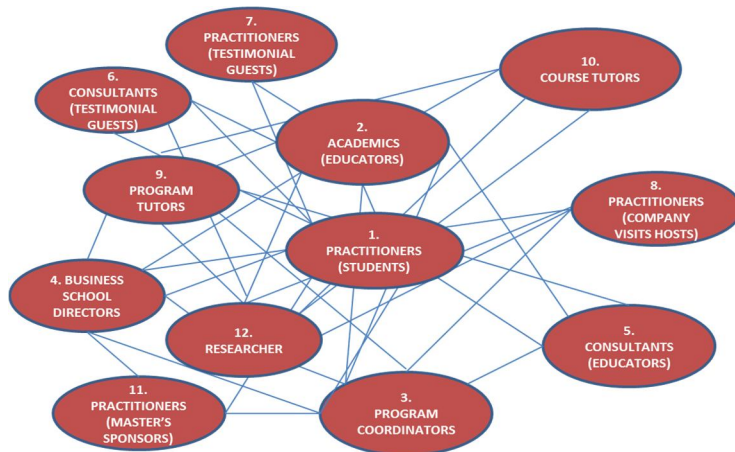 7.
PRACTITIONERS
(TESTIMONIAL
GUESTS)
10.
COURSE TUTORS
6.
CONSULTANTS
(TESTIMONIAL
GUESTS)
2.
ACADEMICS
(EDUCATORS)
9.
PROGRAM
TUTORS
8.
PRACTITIONERS
(COMPANY
VISITS HOSTS)
1.
PRACTITIONERS
(STUDENTS)
4. BUSINESS
SCHOOL
DIRECTORS
12.
RESEARCHER
5.
CONSULTANTS
(EDUCATORS)
11.
PRACTITIONERS
(MASTER'S
SPONSORS)
3.
PROGRAM
COORDINATORS